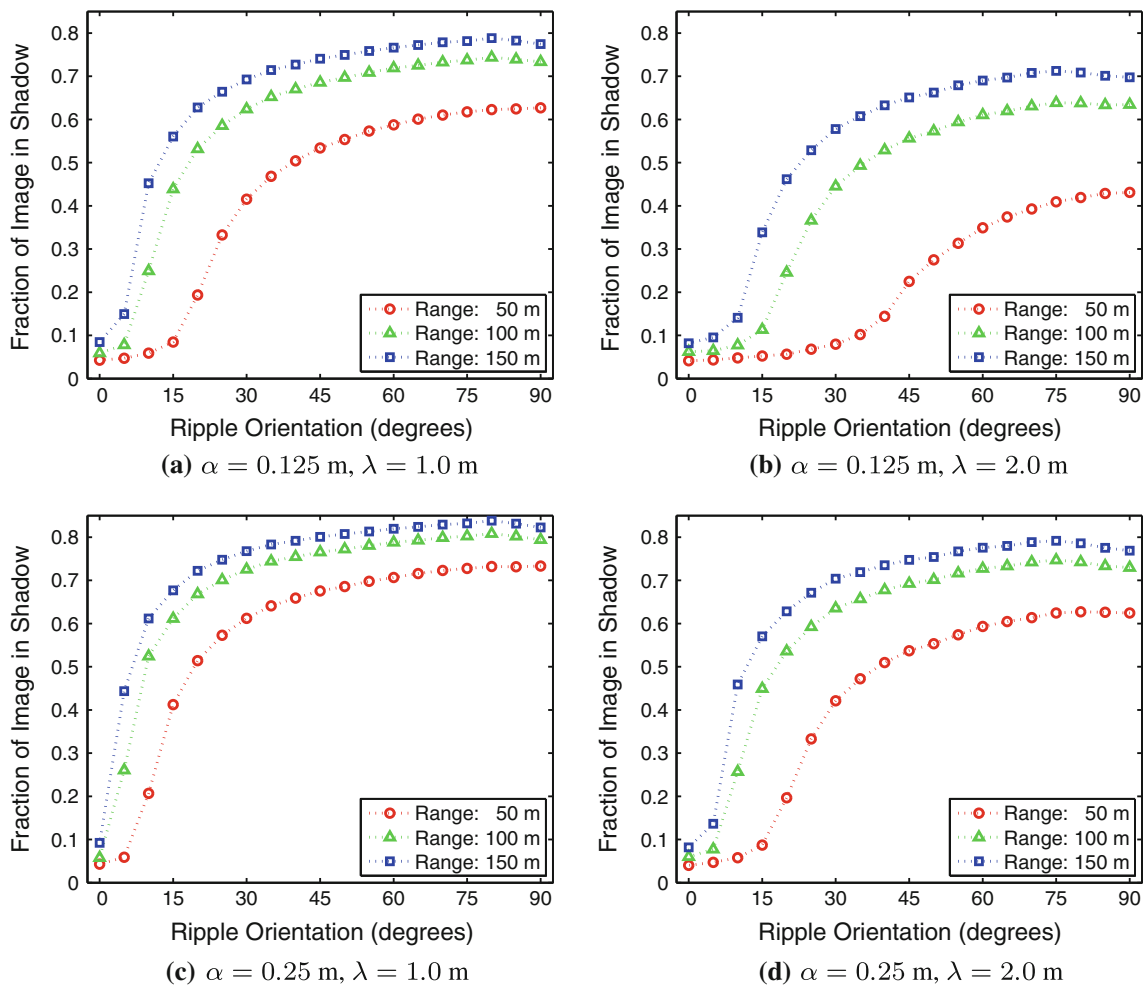 0.8
0.7
0.6
0.5
0.4
0.3
0.2
0.1
0
Fraction of Image in Shadow
0 15 30 45 60 75 90
Ripple Orientation (degrees)
Range: 50 m
Range: 100 m
Range: 150 m
(a) α = 0.125 m, λ = 1.0 m
0.8
0.7
0.6
0.5
0.4
0.3
0.2
0.1
0
Fraction of Image in Shadow
0 15 30 45 60 75 90
Ripple Orientation (degrees)
Range: 50 m
Range: 100 m
Range: 150 m
(b) α = 0.125 m, λ = 2.0 m
0.8
0.7
0.6
0.5
0.4
0.3
0.2
0.1
0
Fraction of Image in Shadow
0 15 30 45 60 75 90
Ripple Orientation (degrees)
Range: 50 m
Range: 100 m
Range: 150 m
(c) α = 0.25 m, λ = 1.0 m
0.8
0.7
0.6
0.5
0.4
0.3
0.2
0.1
0
Fraction of Image in Shadow
0 15 30 45 60 75 90
Ripple Orientation (degrees)
Range: 50 m
Range: 100 m
Range: 150 m
(d) α = 0.25 m, λ = 2.0 m